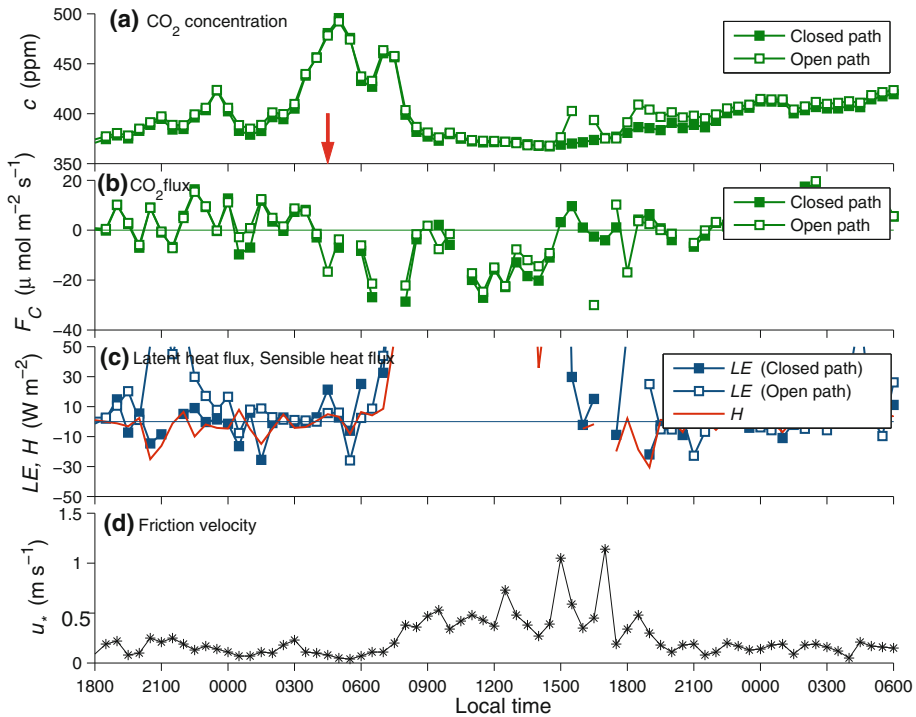 (a) CO2 concentration
500
450
400
350
c (ppm)
Closed path
Open path
(b) CO2 flux
20
0
−20
−40
FC (μ mol m−2 s−1)
Closed path
Open path
(c) Latent heat flux, Sensible heat flux
50
30
10
−10
−30
−50
LE, H (W m−2)
LE (Closed path)
LE (Open path)
H
(d) Friction velocity
1.5
1
0.5
0
u* (m s−1)
1800 2100 0000 0300 0600 0900 1200 1500 1800 2100 0000 0300 0600
Local time